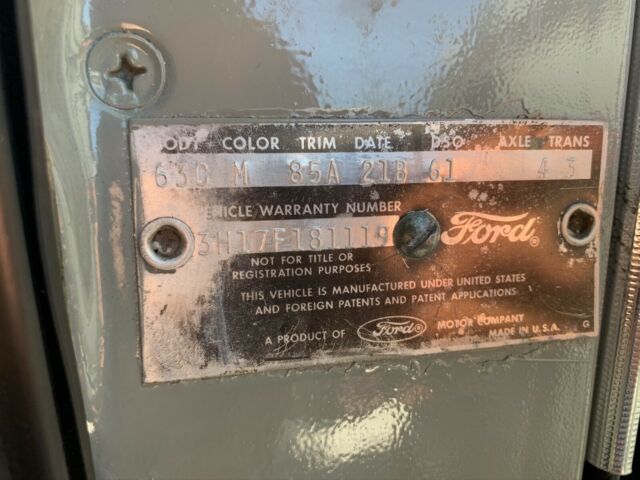 BODY COLOR TRIM DATE DSO AXLE TRANS
63C M 85A 21B 61 4 3
VEHICLE WARRANTY NUMBER
3H17F181119 Ford
NOT FOR TITLE OR
REGISTRATION PURPOSES
THIS VEHICLE IS MANUFACTURED UNDER UNITED STATES
AND FOREIGN PATENTS AND PATENT APPLICATIONS
A PRODUCT OF Ford MOTOR COMPANY
MADE IN U.S.A. G